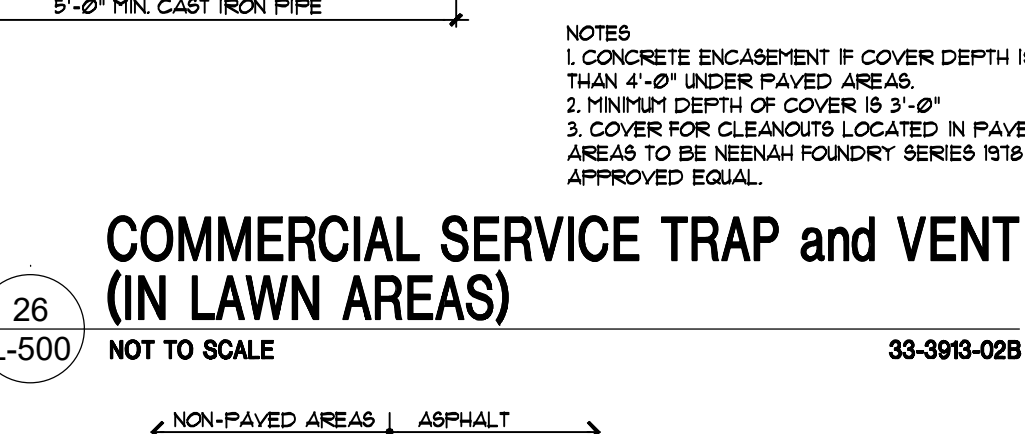 5'-0" MIN. CAST IRON PIPE
NOTES
1. CONCRETE ENCASEMENT IF COVER DEPTH IS
THAN 4'-0" UNDER PAVED AREAS.
2. MINIMUM DEPTH OF COVER IS 3'-0"
3. COVER FOR CLEANOUTS LOCATED IN PAVE
AREAS TO BE NEENAH FOUNDRY SERIES 1978
APPROVED EQUAL.
COMMERCIAL SERVICE TRAP and VENT
(IN LAWN AREAS)
26
-500
NOT TO SCALE
33-3913-02B
NON-PAVED AREAS
ASPHALT